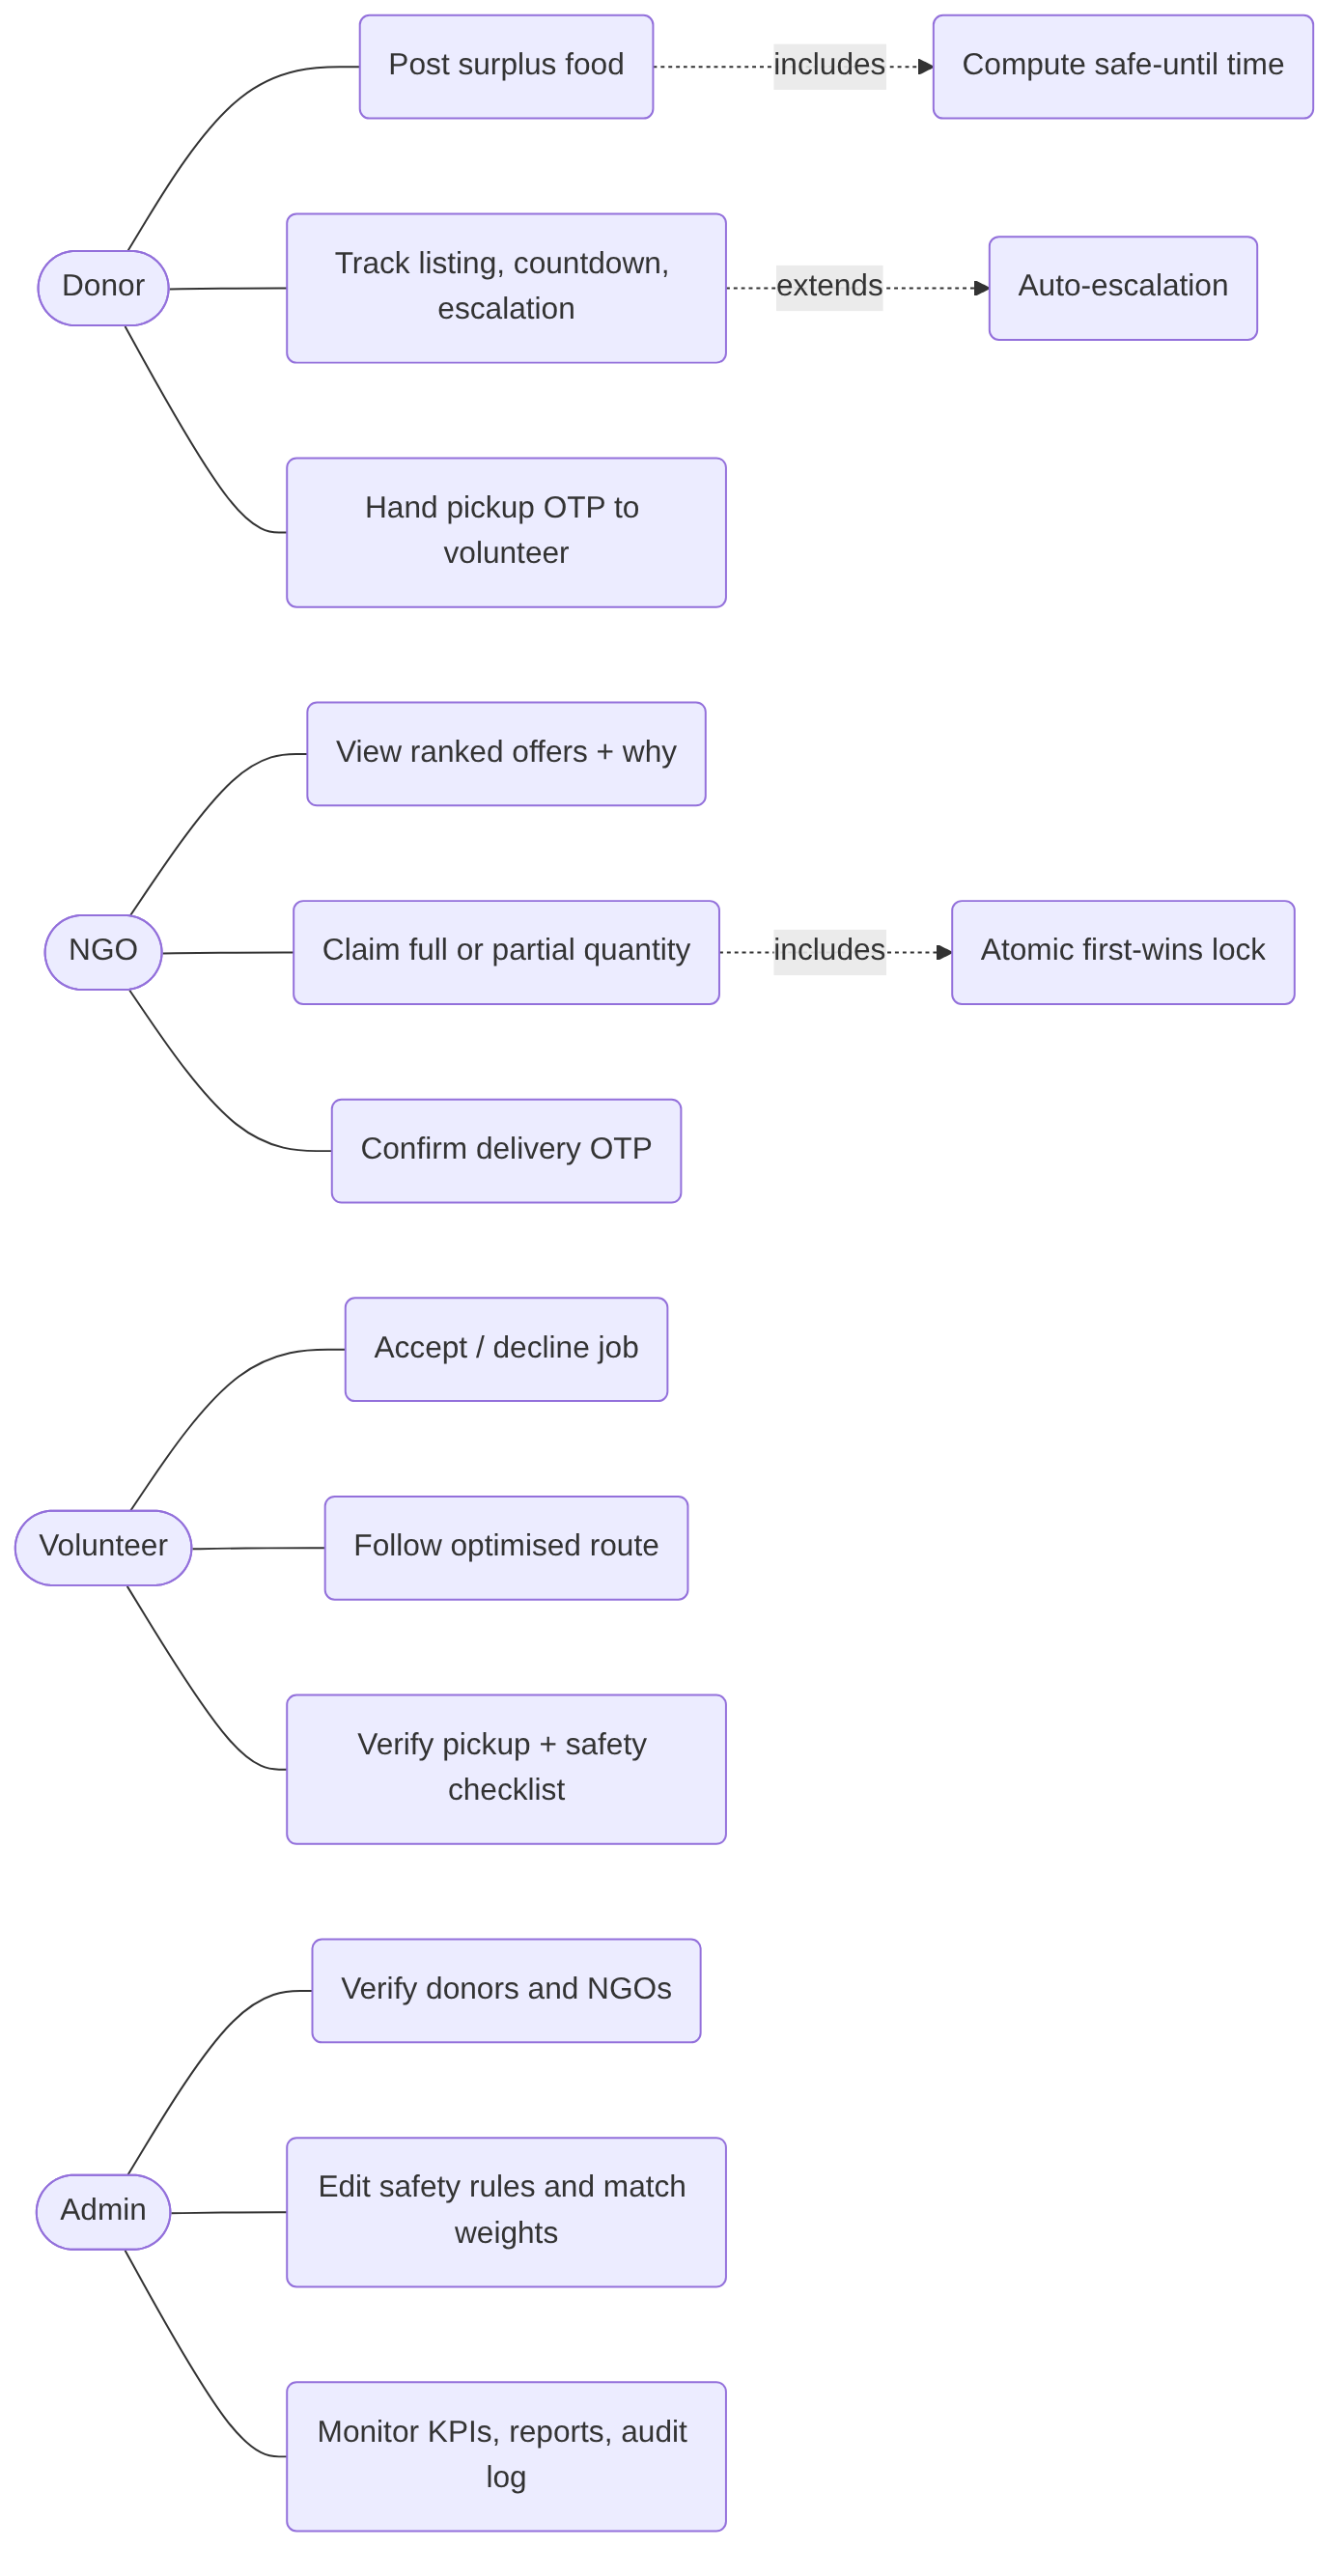 Post surplus food
includes
Compute safe-until time
Donor
Track listing, countdown,
escalation
extends
Auto-escalation
Hand pickup OTP to
volunteer
View ranked offers + why
NGO
Claim full or partial quantity
includes
Atomic first-wins lock
Confirm delivery OTP
Accept / decline job
Volunteer
Follow optimised route
Verify pickup + safety
checklist
Verify donors and NGOs
Admin
Edit safety rules and match
weights
Monitor KPIs, reports, audit
log